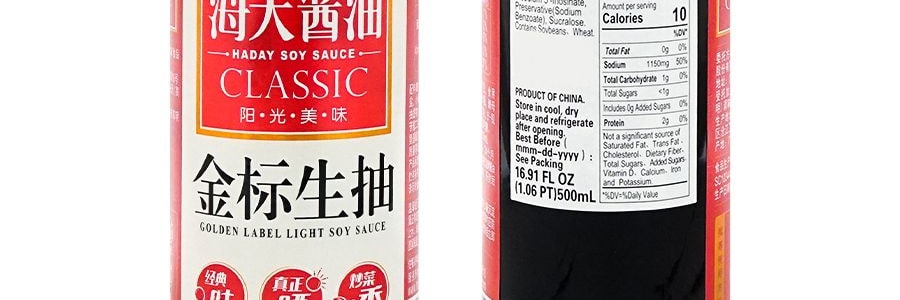 海天酱油
HADAY SOY SAUCE
CLASSIC
阳·光·美·味
金标生抽
GOLDEN LABEL LIGHT SOY SAUCE
经典
真正
炒菜
味
晒
香
Preservative(Sodium
Benzoate), Sucralose.
Contains Soybeans, Wheat.
PRODUCT OF CHINA.
Store in cool, dry
place and refrigerate
after opening.
Best Before (
mmm-dd-yyyy ) :
See Packing
16.91 FL OZ
(1.06 PT)500mL
Amount per serving
Calories 10
%DV*
Total Fat 0g 0%
Sodium 1150mg 50%
Total Carbohydrate 1g 0%
Total Sugars <1g
Includes 0g Added Sugars 0%
Protein 2g 0%
Not a significant source of
Saturated Fat, Trans Fat,
Cholesterol, Dietary Fiber,
Total Sugars, Added Sugars,
Vitamin D, Calcium, Iron
and Potassium.
*%DV=%Daily Value